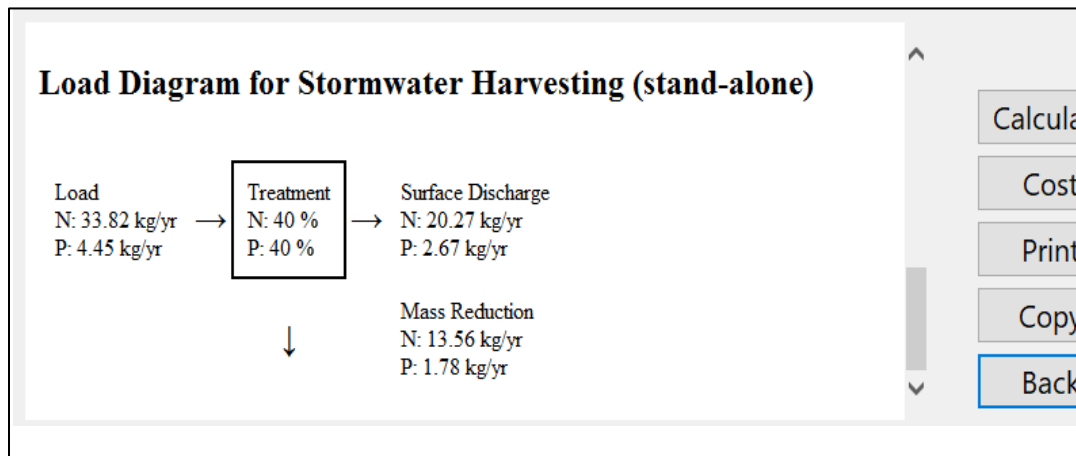 Load Diagram for Stormwater Harvesting (stand-alone)
Load
N: 33.82 kg/yr
P: 4.45 kg/yr
→
Treatment
N: 40 %
P: 40 %
→
Surface Discharge
N: 20.27 kg/yr
P: 2.67 kg/yr
↓
Mass Reduction
N: 13.56 kg/yr
P: 1.78 kg/yr
Calcula
Cost
Print
Copy
Back